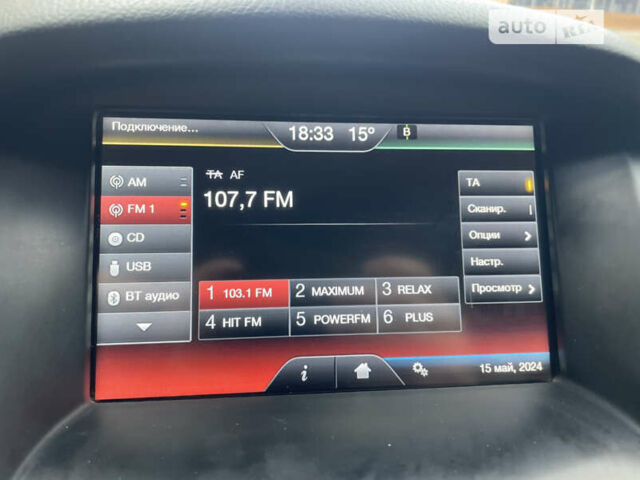 auto RIA
Подключение...
18:33 15°
TA AF
107,7 FM
AM
FM 1
CD
USB
BT аудио
TA
Сканир.
Опции
Настр.
Просмотр
1 103.1 FM 2 MAXIMUM 3 RELAX
4 HIT FM 5 POWERFM 6 PLUS
i
15 май, 2024